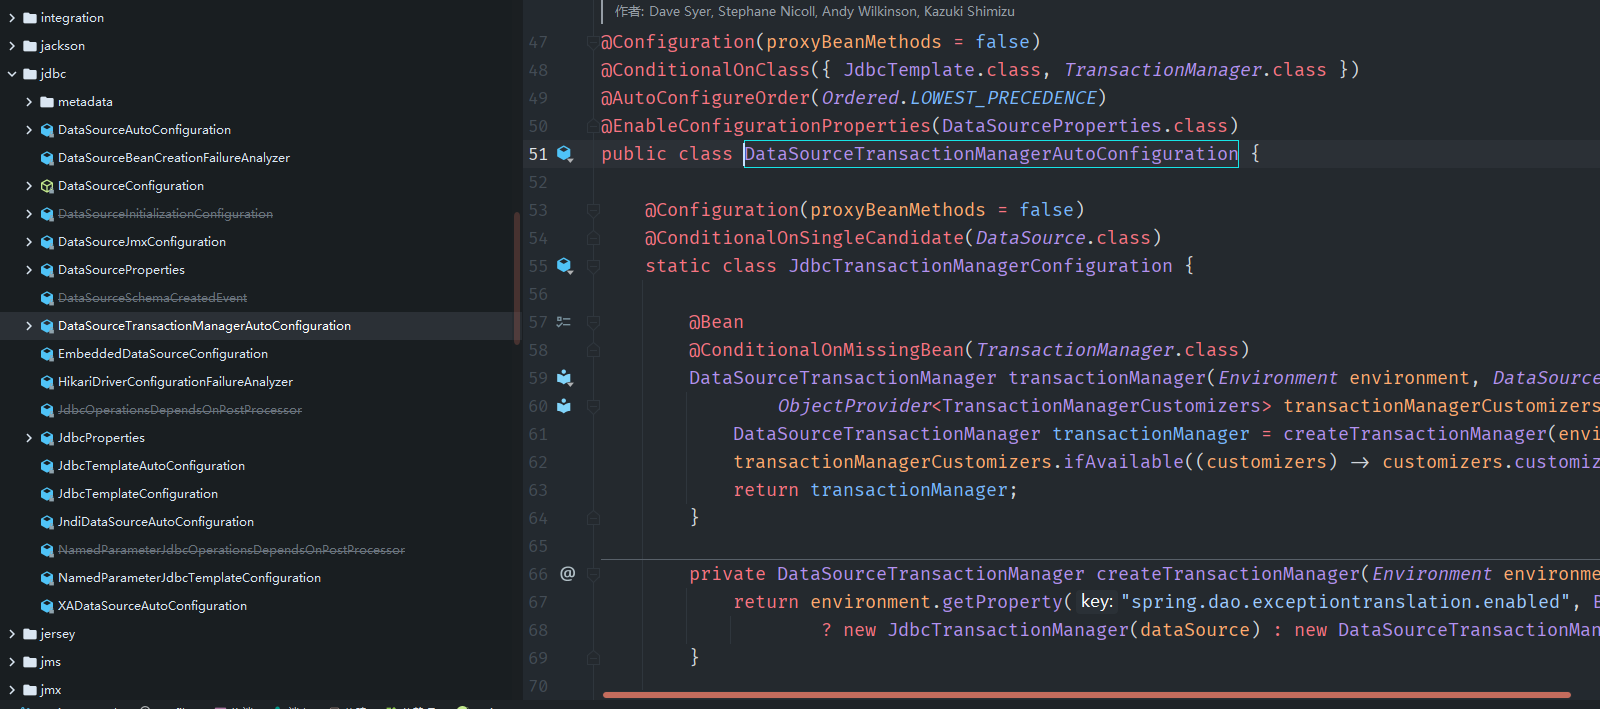 integration
jackson
jdbc
metadata
DataSourceAutoConfiguration
DataSourceBeanCreationFailureAnalyzer
DataSourceConfiguration
DataSourceInitializationConfiguration
DataSourceJmxConfiguration
DataSourceProperties
DataSourceSchemaCreatedEvent
DataSourceTransactionManagerAutoConfiguration
EmbeddedDataSourceConfiguration
HikariDriverConfigurationFailureAnalyzer
JdbcOperationsDependsOnPostProcessor
JdbcProperties
JdbcTemplateAutoConfiguration
JdbcTemplateConfiguration
JndiDataSourceAutoConfiguration
NamedParameterJdbcOperationsDependsOnPostProcessor
NamedParameterJdbcTemplateConfiguration
XADataSourceAutoConfiguration
jersey
jms
jmx
作者: Dave Syer, Stephane Nicoll, Andy Wilkinson, Kazuki Shimizu
47 @Configuration(proxyBeanMethods = false)
48 @ConditionalOnClass({ JdbcTemplate.class, TransactionManager.class })
49 @AutoConfigureOrder(Ordered.LOWEST_PRECEDENCE)
50 @EnableConfigurationProperties(DataSourceProperties.class)
51 public class DataSourceTransactionManagerAutoConfiguration {
52
53 @Configuration(proxyBeanMethods = false)
54 @ConditionalOnSingleCandidate(DataSource.class)
55 static class JdbcTransactionManagerConfiguration {
56
57 @Bean
58 @ConditionalOnMissingBean(TransactionManager.class)
59 DataSourceTransactionManager transactionManager(Environment environment, DataSource
60 ObjectProvider<TransactionManagerCustomizers> transactionManagerCustomizers
61 DataSourceTransactionManager transactionManager = createTransactionManager(envi
62 transactionManagerCustomizers.ifAvailable((customizers) -> customizers.customiz
63 return transactionManager;
64 }
65
66 @ private DataSourceTransactionManager createTransactionManager(Environment environme
67 return environment.getProperty( key: "spring.dao.exceptiontranslation.enabled", B
68 ? new JdbcTransactionManager(dataSource) : new DataSourceTransactionMan
69 }
70